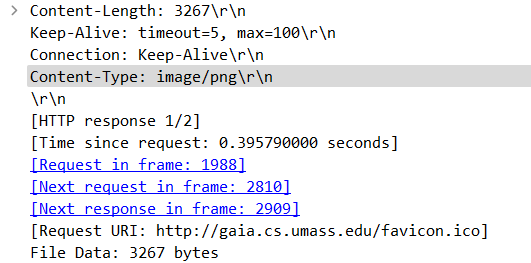 Content-Length: 3267\r\n
Keep-Alive: timeout=5, max=100\r\n
Connection: Keep-Alive\r\n
Content-Type: image/png\r\n
\r\n
[HTTP response 1/2]
[Time since request: 0.395790000 seconds]
[Request in frame: 1988]
[Next request in frame: 2810]
[Next response in frame: 2909]
[Request URI: http://gaia.cs.umass.edu/favicon.ico]
File Data: 3267 bytes